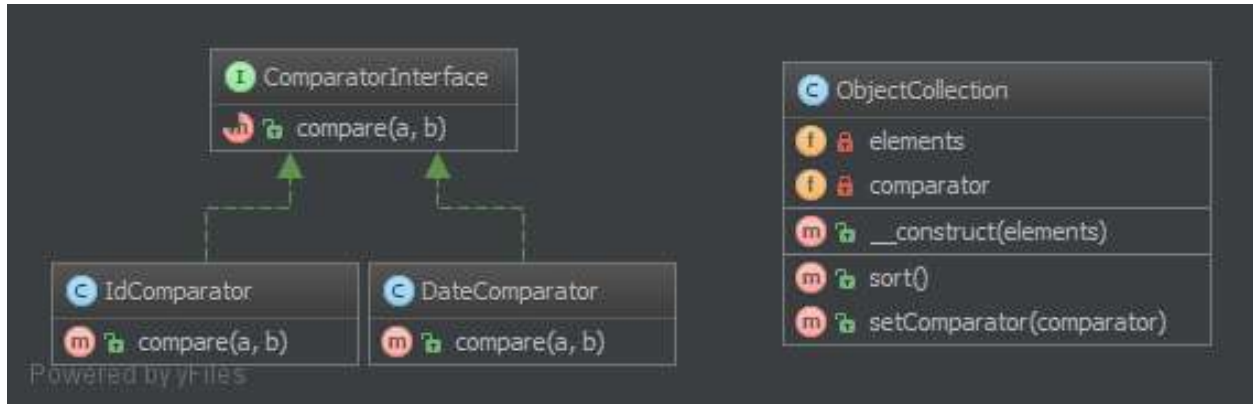 I ComparatorInterface
m compare(a, b)
C IdComparator
m compare(a, b)
C DateComparator
m compare(a, b)
C ObjectCollection
f elements
f comparator
m __construct(elements)
m sort()
m setComparator(comparator)
Powered by yFiles